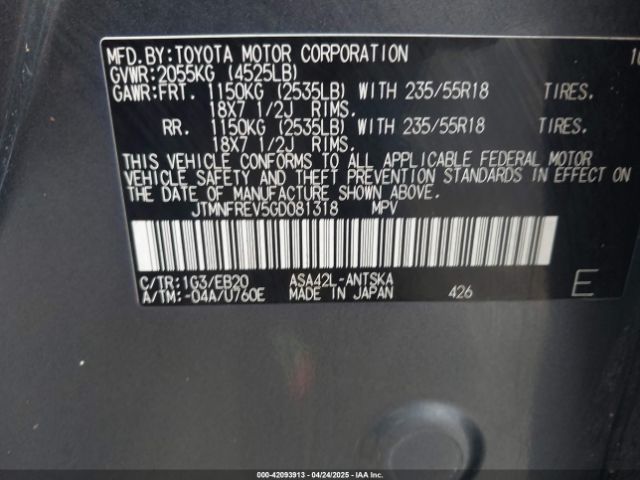 MFD.BY:TOYOTA MOTOR CORPORATION
GVWR:2055KG (4525LB)
GAWR:FRT. 1150KG (2535LB) WITH 235/55R18 TIRES.
18X7 1/2J RIMS.
RR. 1150KG (2535LB) WITH 235/55R18 TIRES.
18X7 1/2J RIMS.
THIS VEHICLE CONFORMS TO ALL APPLICABLE FEDERAL MOTOR
VEHICLE SAFETY AND THEFT PREVENTION STANDARDS IN EFFECT ON
THE DATE OF MANUFACTURE SHOWN ABOVE.
JTMNFREV5GD081318 MPV
C/TR:1G3/EB20 ASA42L-ANTSKA
A/TM:-04A/U760E MADE IN JAPAN 426 E
000-42093913 - 04/24/2025 - IAA, Inc.